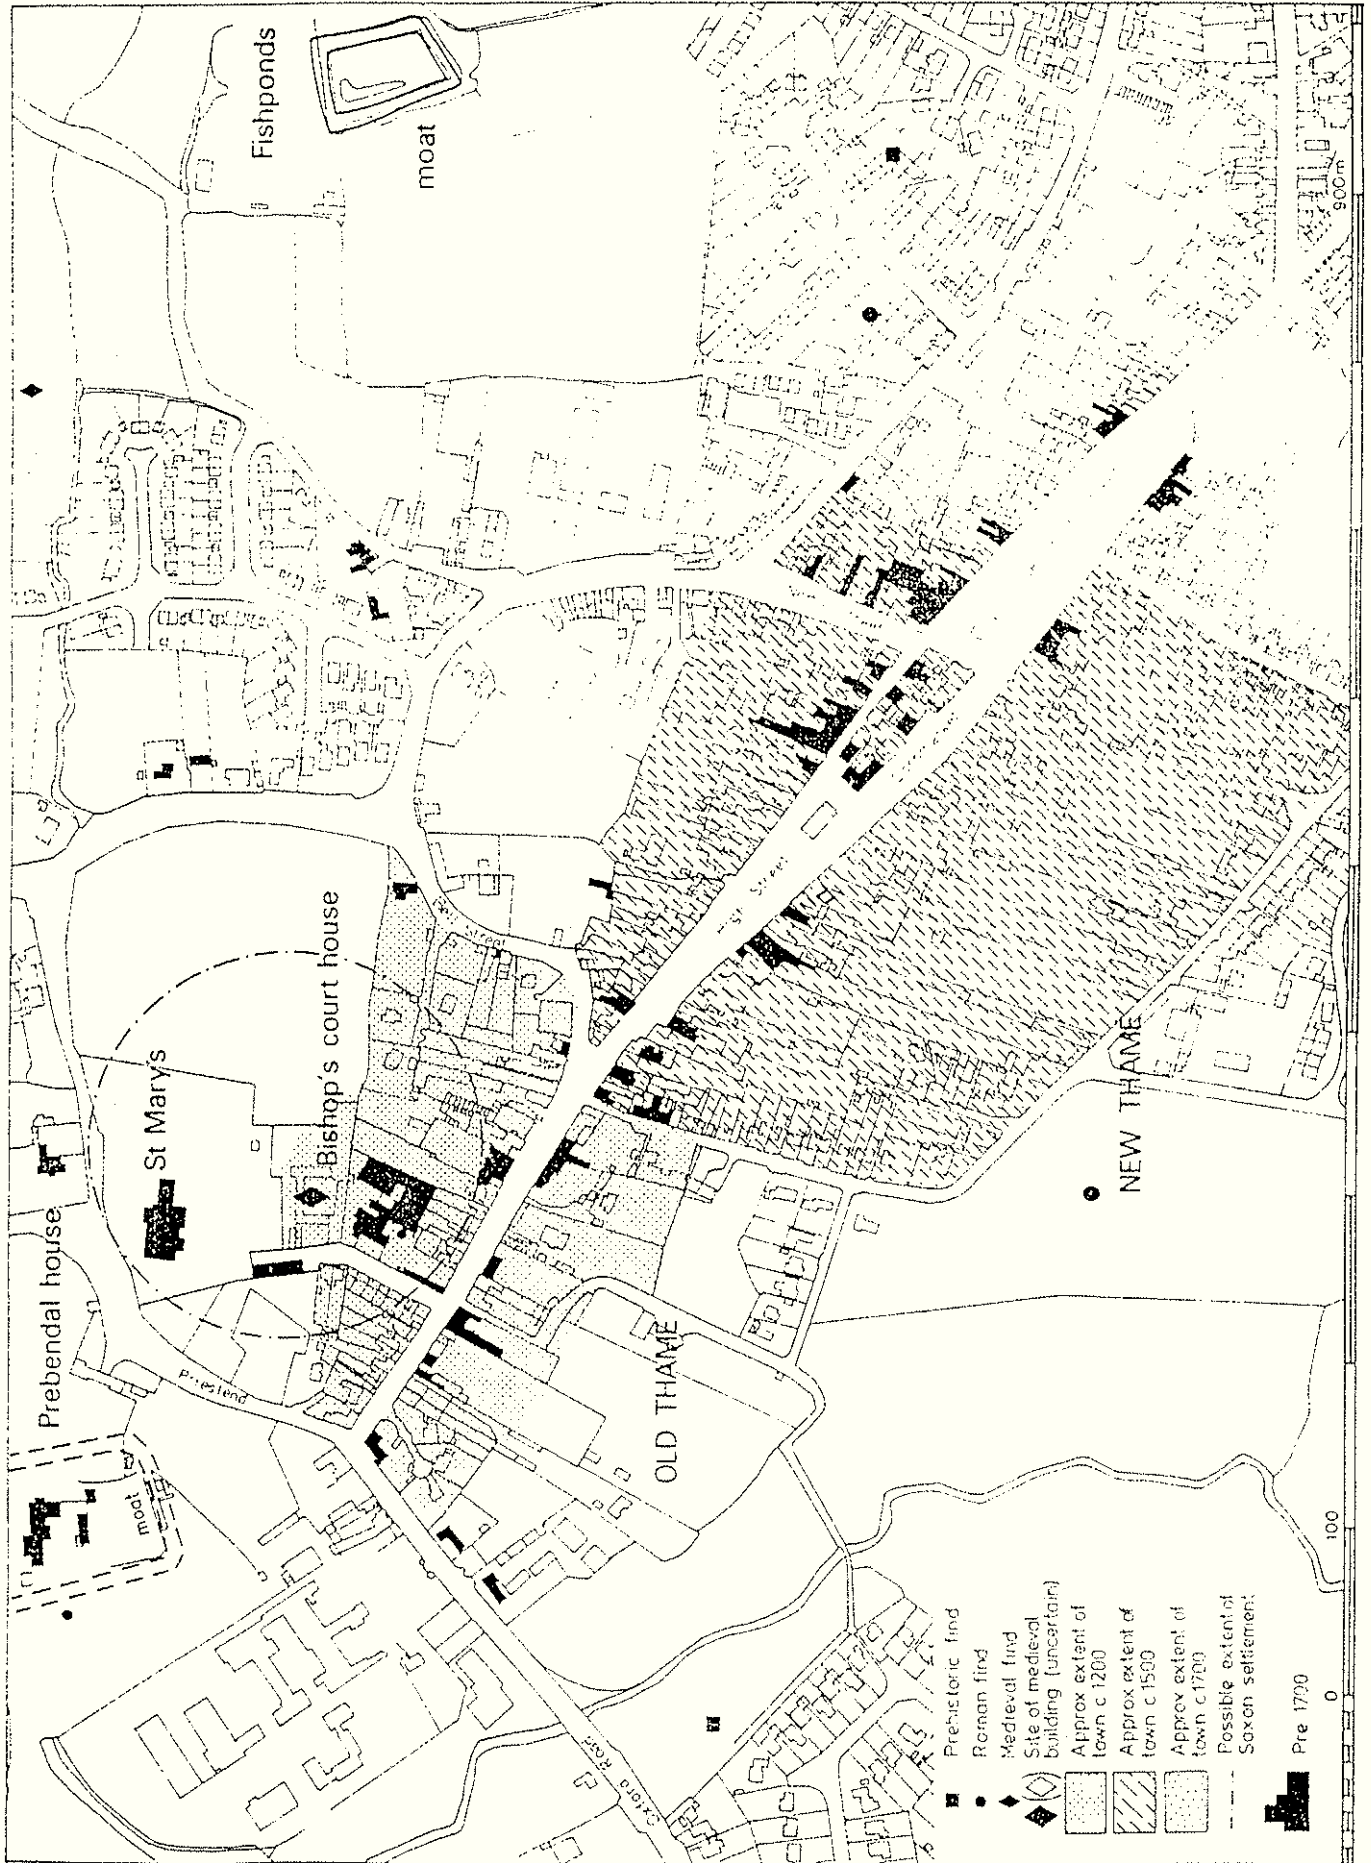 Fishponds
moat
Prebendal house
St Mary's
Bishop's court house
Priestend
moat
High Street
OLD THAME
NEW THAME
Oxford Road
Prehistoric find
Roman find
Medieval find
Site of medieval
building (uncertain)
Approx extent of
town c 1200
Approx extent of
town c 1500
Approx extent of
town c 1700
Possible extent of
Saxon settlement
Pre 1700
0
100
900m